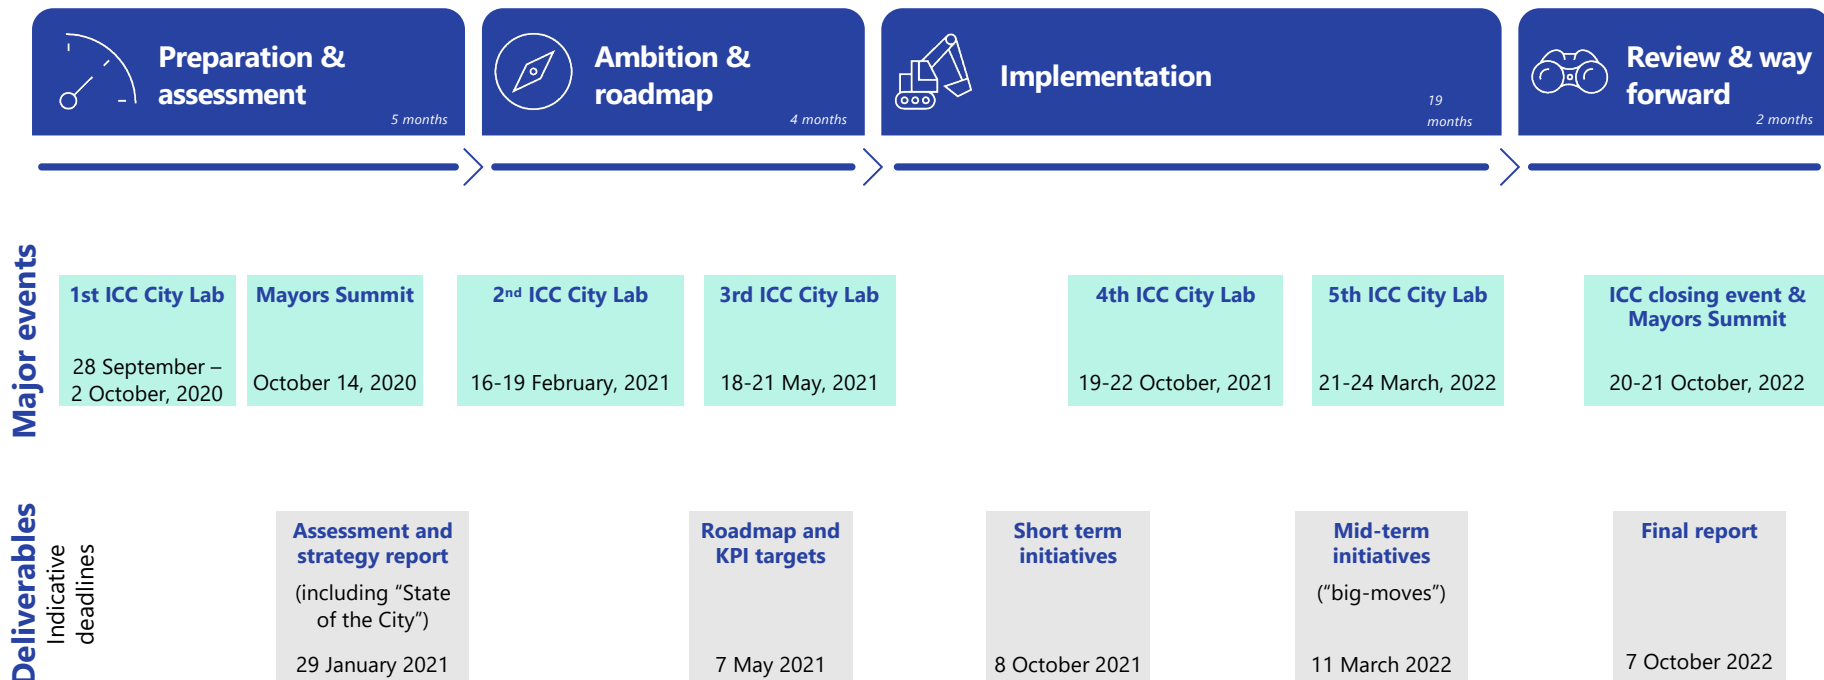 Preparation &
assessment
5 months
Ambition &
roadmap
4 months
Implementation
19
months
Review & way
forward
2 months
Major events
1st ICC City Lab
28 September –
2 October, 2020
Mayors Summit
October 14, 2020
2nd ICC City Lab
16-19 February, 2021
3rd ICC City Lab
18-21 May, 2021
4th ICC City Lab
19-22 October, 2021
5th ICC City Lab
21-24 March, 2022
ICC closing event &
Mayors Summit
20-21 October, 2022
Deliverables
Indicative
deadlines
Assessment and
strategy report
(including “State
of the City”)
29 January 2021
Roadmap and
KPI targets
7 May 2021
Short term
initiatives
8 October 2021
Mid-term
initiatives
(“big-moves”)
11 March 2022
Final report
7 October 2022